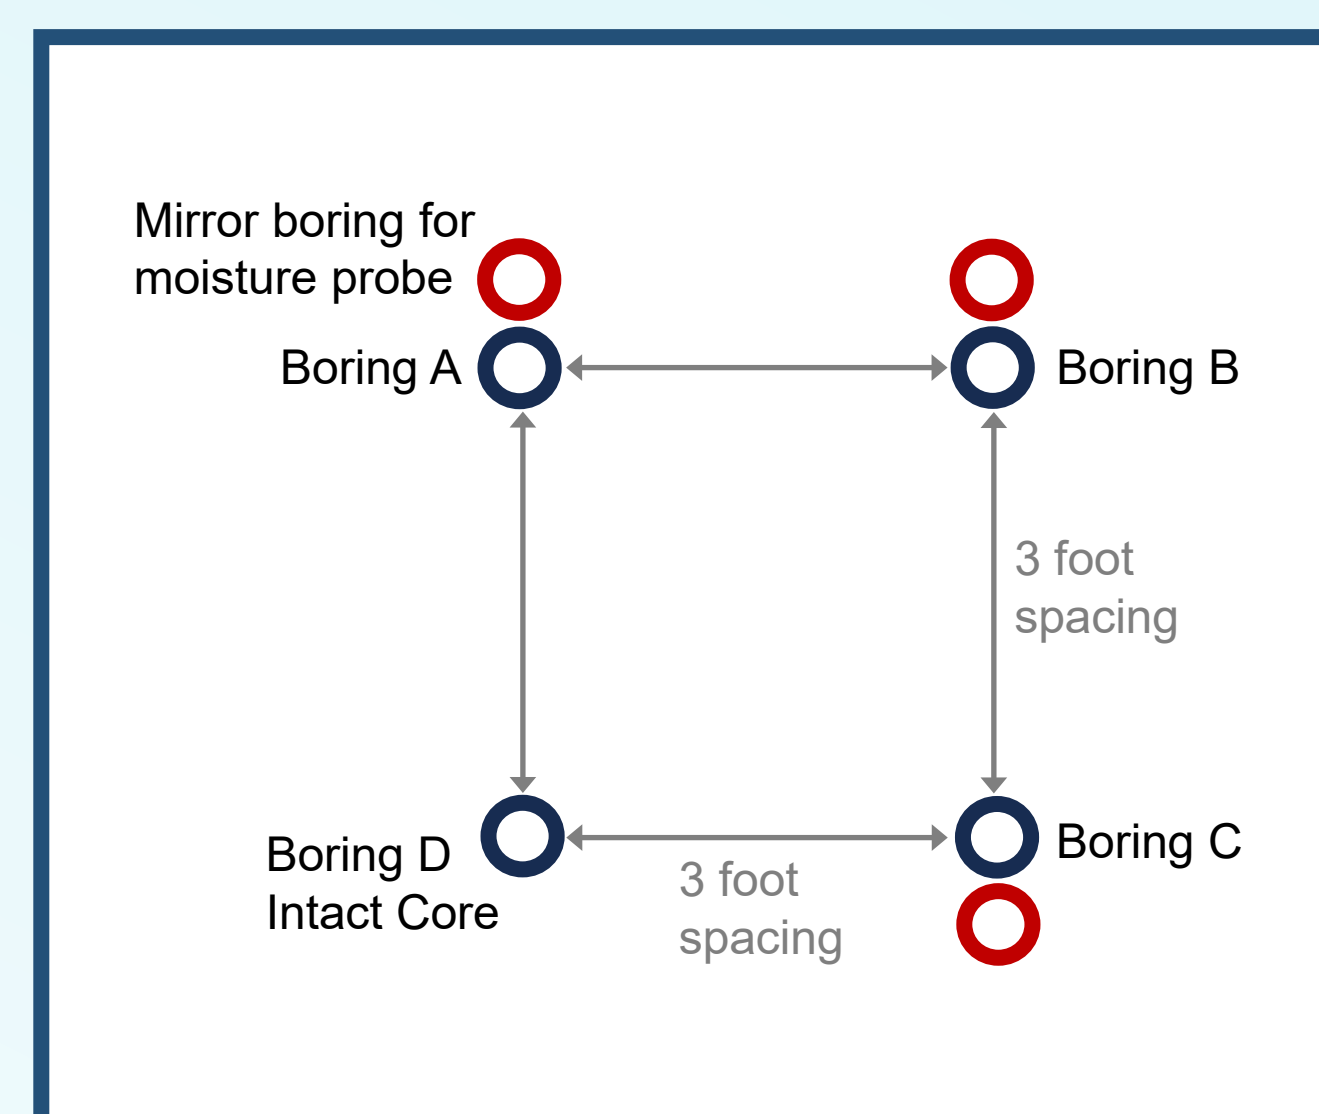 Mirror boring for
moisture probe
Boring A
Boring B
3 foot
spacing
Boring D
Intact Core
3 foot
spacing
Boring C